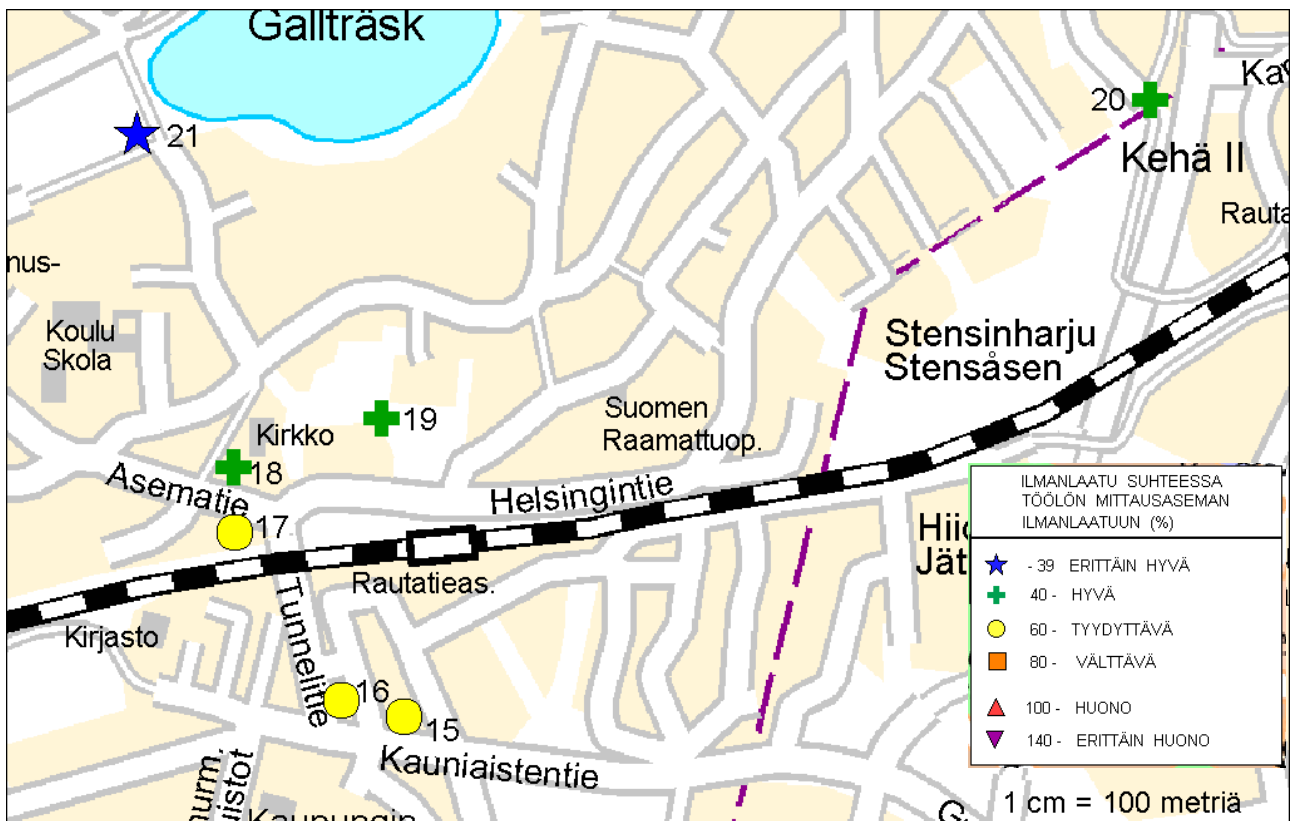 Gallträsk
21
20
Kehä II
nus-
Koulu
Skola
Stensinharju
Stensåsen
Suomen
Raamattuop.
19
Kirkko
18
Asematie
17
Helsingintie
Rautatieas.
Kirjasto
Tunnelitie
16
15
Kauniaistentie
ILMANLAATU SUHTEESSA
TÖÖLÖN MITTAUSASEMAN
ILMANLAATUUN (%)
- 39 ERITTÄIN HYVÄ
40 - HYVÄ
60 - TYYDYTTÄVÄ
80 - VÄLTTÄVÄ
100 - HUONO
140 - ERITTÄIN HUONO
1 cm = 100 metriä